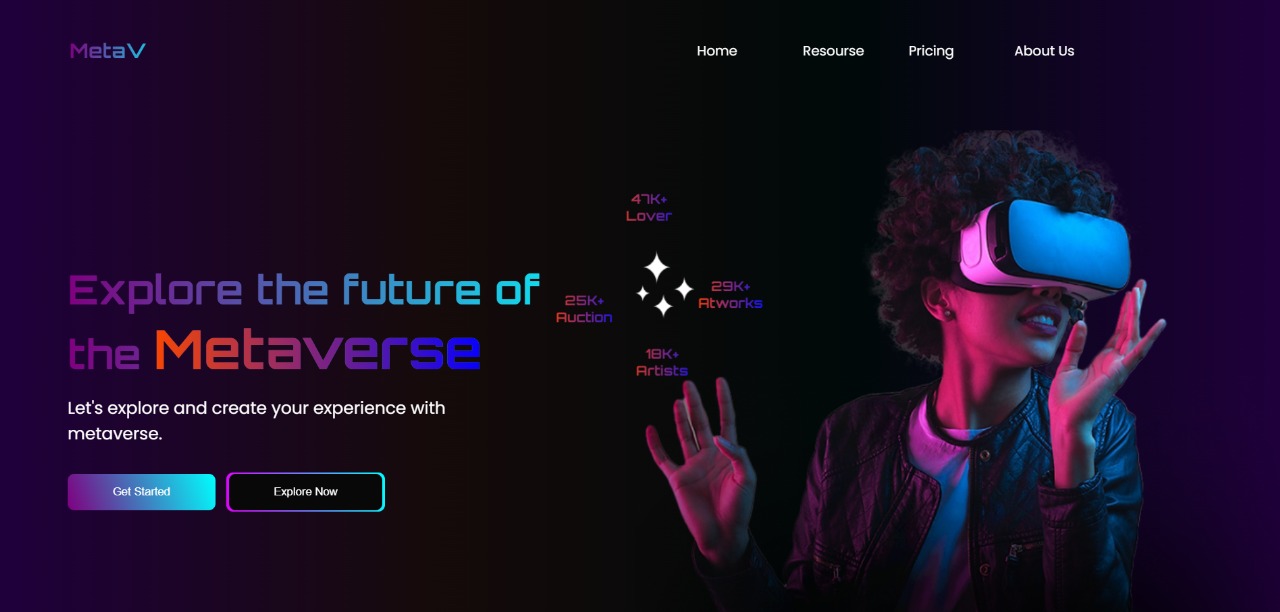 MetaV
Home
Resourse
Pricing
About Us
47K+
Lover
25K+
Auction
29K+
Atworks
18K+
Artists
Explore the future of
the Metaverse
Let's explore and create your experience with
metaverse.
Get Started
Explore Now